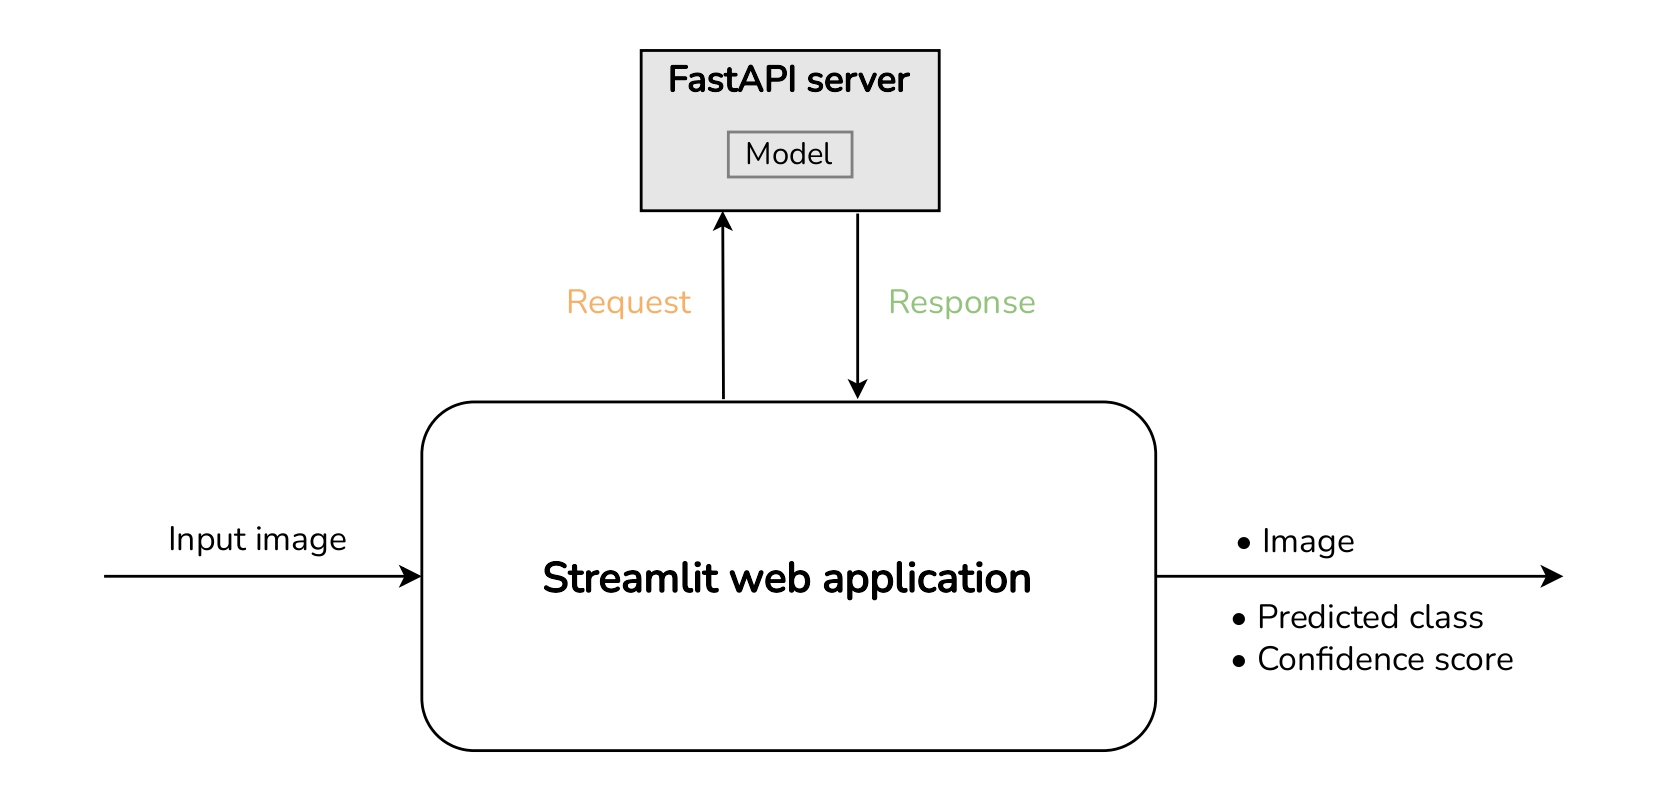 FastAPI server
Model
Request
Response
Input image
Streamlit web application
• Image
• Predicted class
• Confidence score